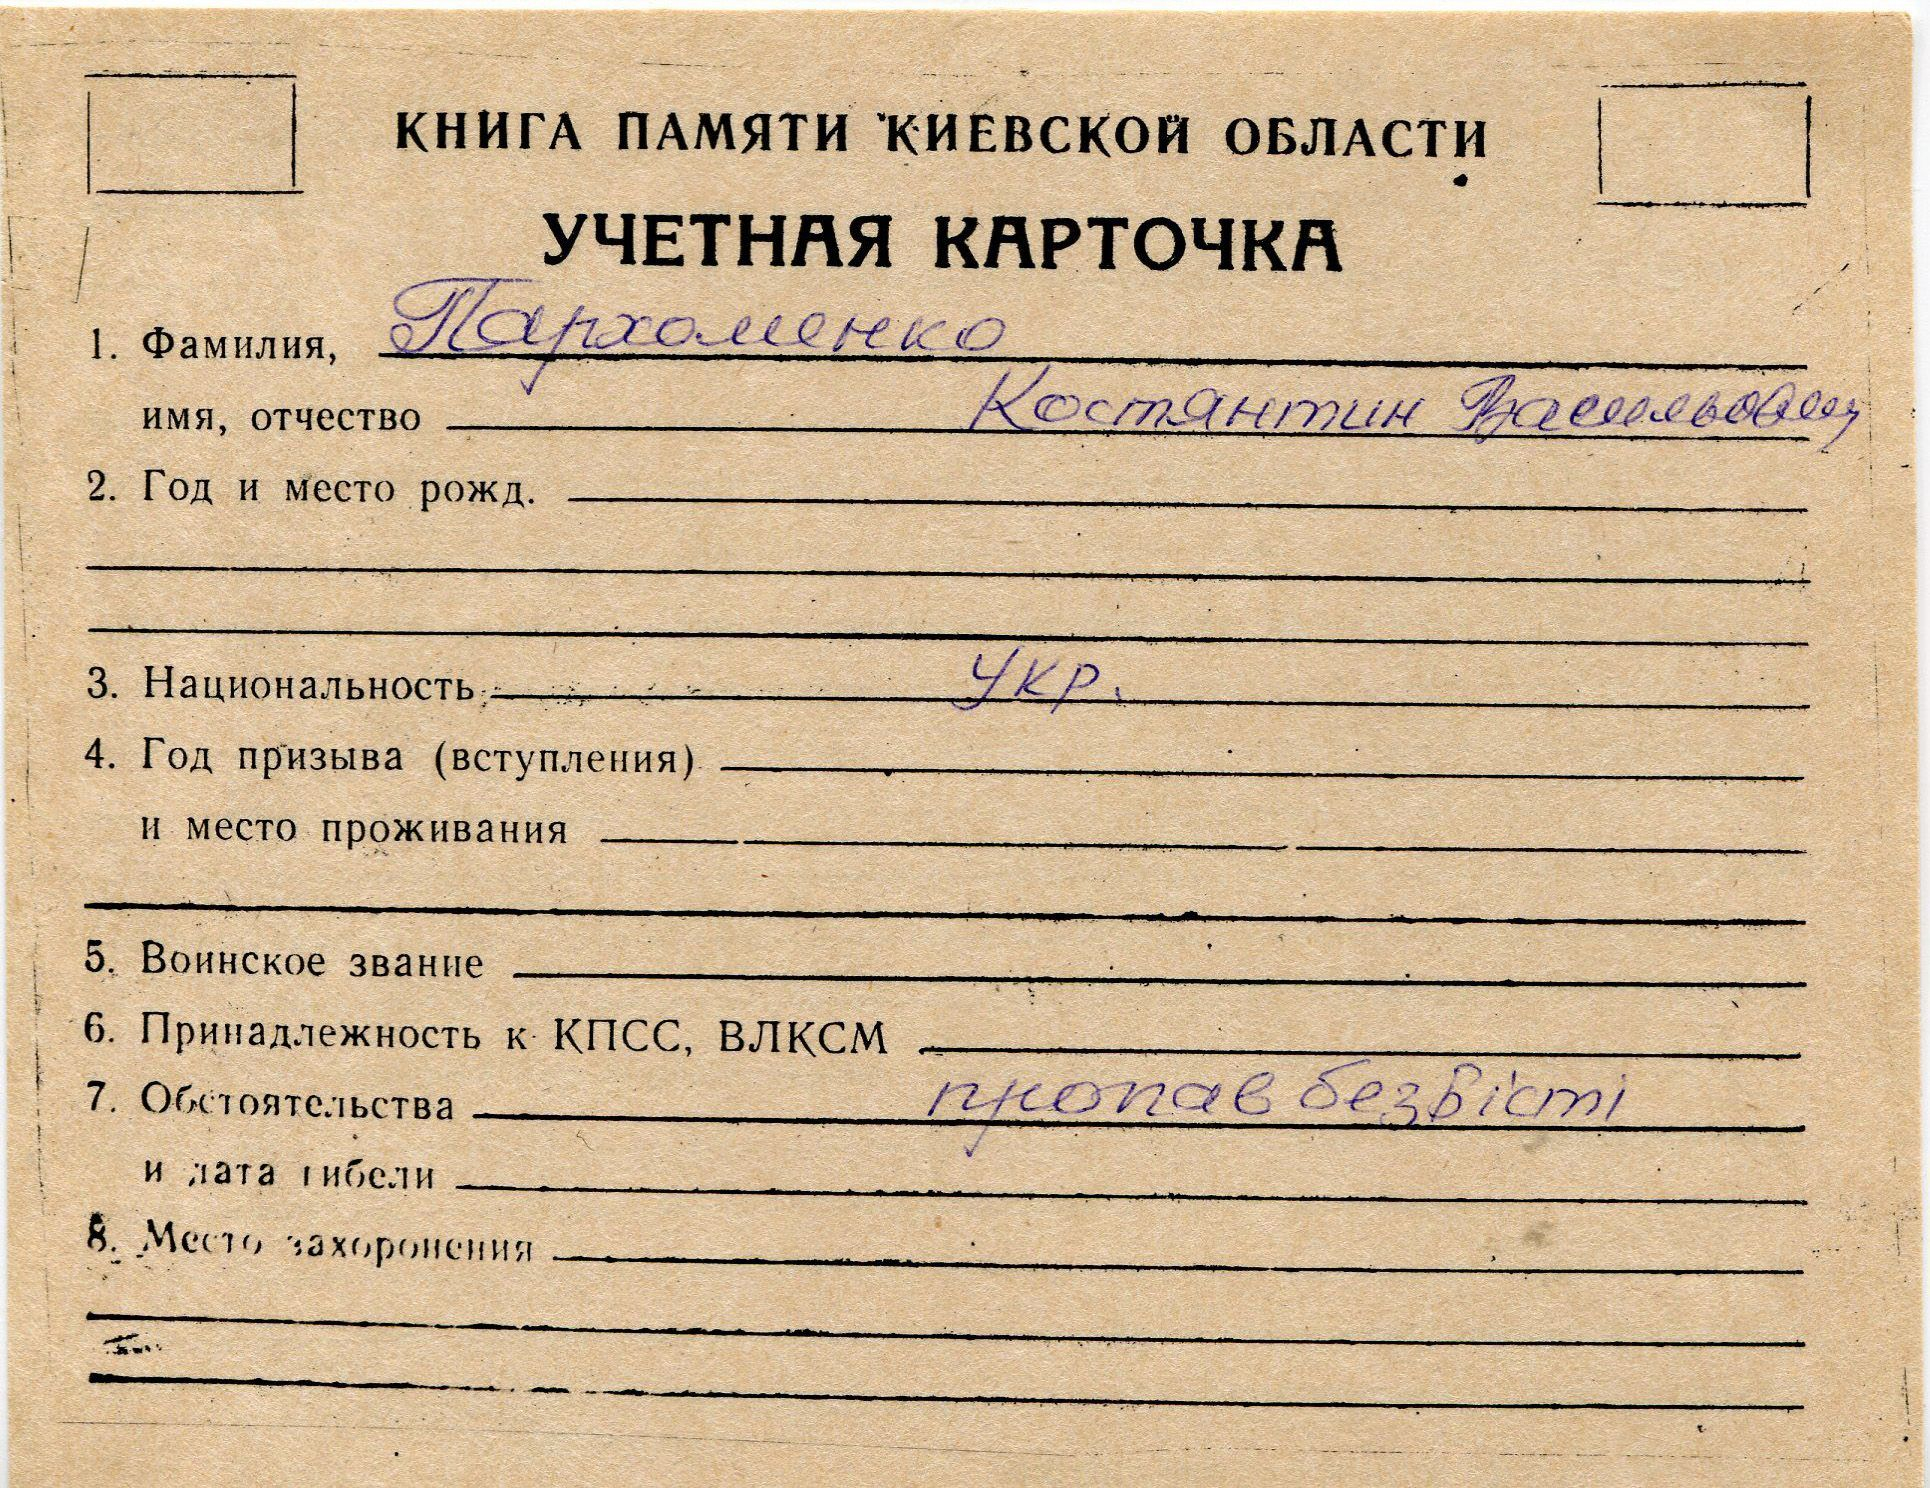 КНИГА ПАМЯТИ КИЕВСКОЙ ОБЛАСТИ
УЧЕТНАЯ КАРТОЧКА
1. Фамилия, Пархоменко
имя, отчество Костянтин Васильович
2. Год и место рожд.
3. Национальность Укр.
4. Год призыва (вступления)
и место проживания
5. Воинское звание
6. Принадлежность к КПСС, ВЛКСМ
7. Обстоятельства пропав безвісті
и дата гибели
8. Место захоронения